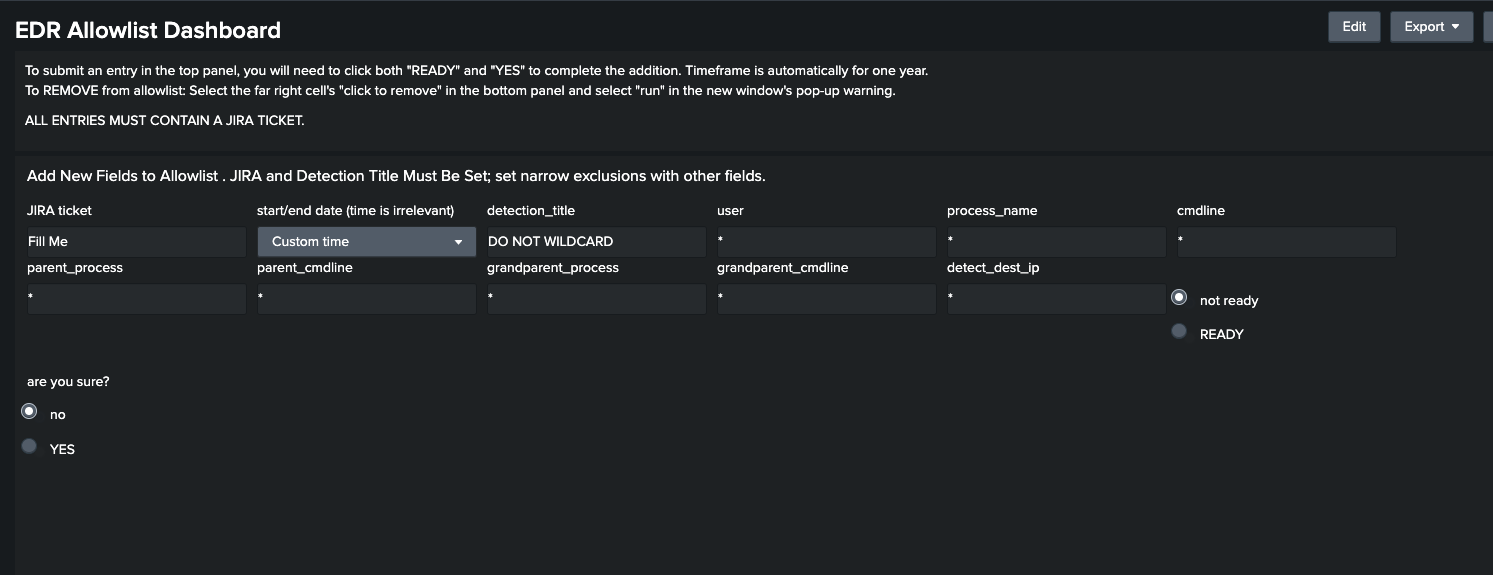 EDR Allowlist Dashboard
Edit
Export
To submit an entry in the top panel, you will need to click both "READY" and "YES" to complete the addition. Timeframe is automatically for one year.
To REMOVE from allowlist: Select the far right cell's "click to remove" in the bottom panel and select "run" in the new window's pop-up warning.
ALL ENTRIES MUST CONTAIN A JIRA TICKET.
Add New Fields to Allowlist . JIRA and Detection Title Must Be Set; set narrow exclusions with other fields.
JIRA ticket start/end date (time is irrelevant) detection_title user process_name cmdline
Fill Me Custom time DO NOT WILDCARD * * *
parent_process parent_cmdline grandparent_process grandparent_cmdline detect_dest_ip
* * * * * not ready
READY
are you sure?
no
YES